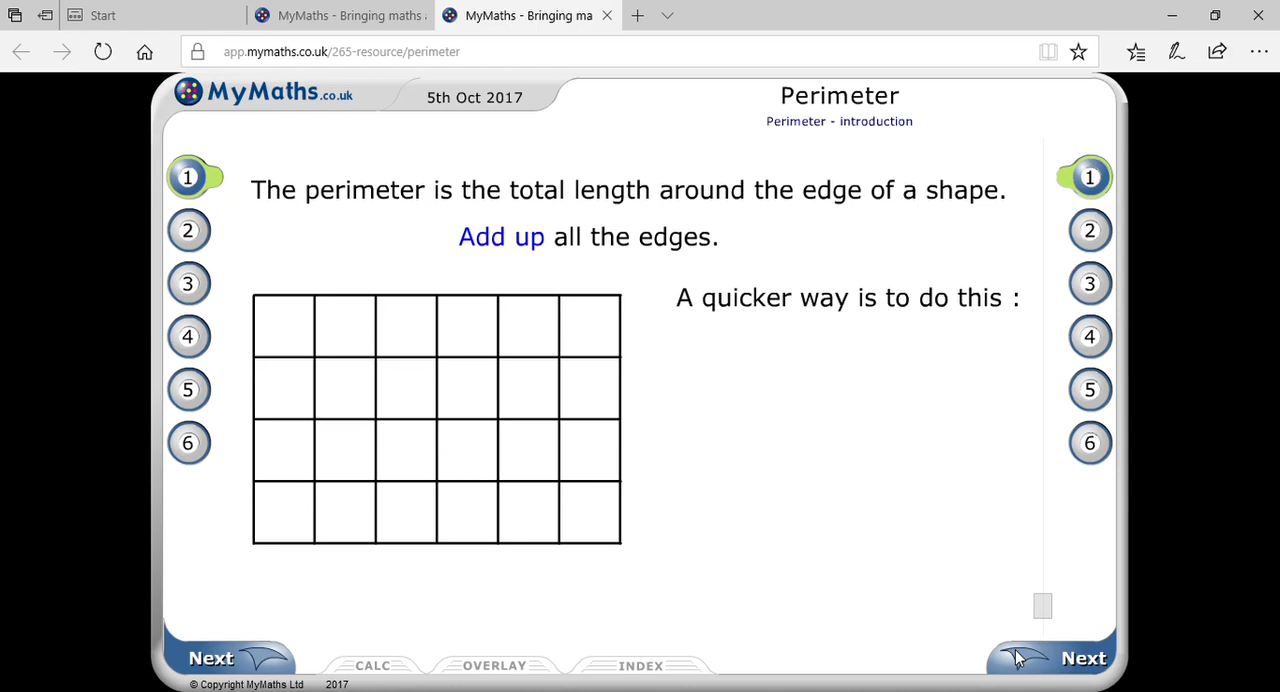 Start
MyMaths - Bringing maths
MyMaths - Bringing ma
app.mymaths.co.uk/265-resource/perimeter
MyMaths.co.uk
5th Oct 2017
Perimeter
Perimeter - introduction
The perimeter is the total length around the edge of a shape.
Add up all the edges.
A quicker way is to do this :
1
2
3
4
5
6
1
2
3
4
5
6
Next
CALC
OVERLAY
INDEX
Next
© Copyright MyMaths Ltd 2017